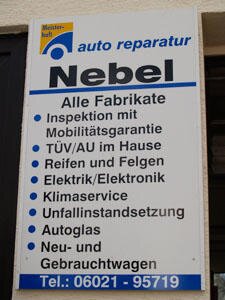 Meister-
haft
auto reparatur
Nebel
Alle Fabrikate
• Inspektion mit
Mobilitätsgarantie
• TÜV/AU im Hause
• Reifen und Felgen
• Elektrik/Elektronik
• Klimaservice
• Unfallinstandsetzung
• Autoglas
• Neu- und
Gebrauchtwagen
Tel.: 06021 - 95719